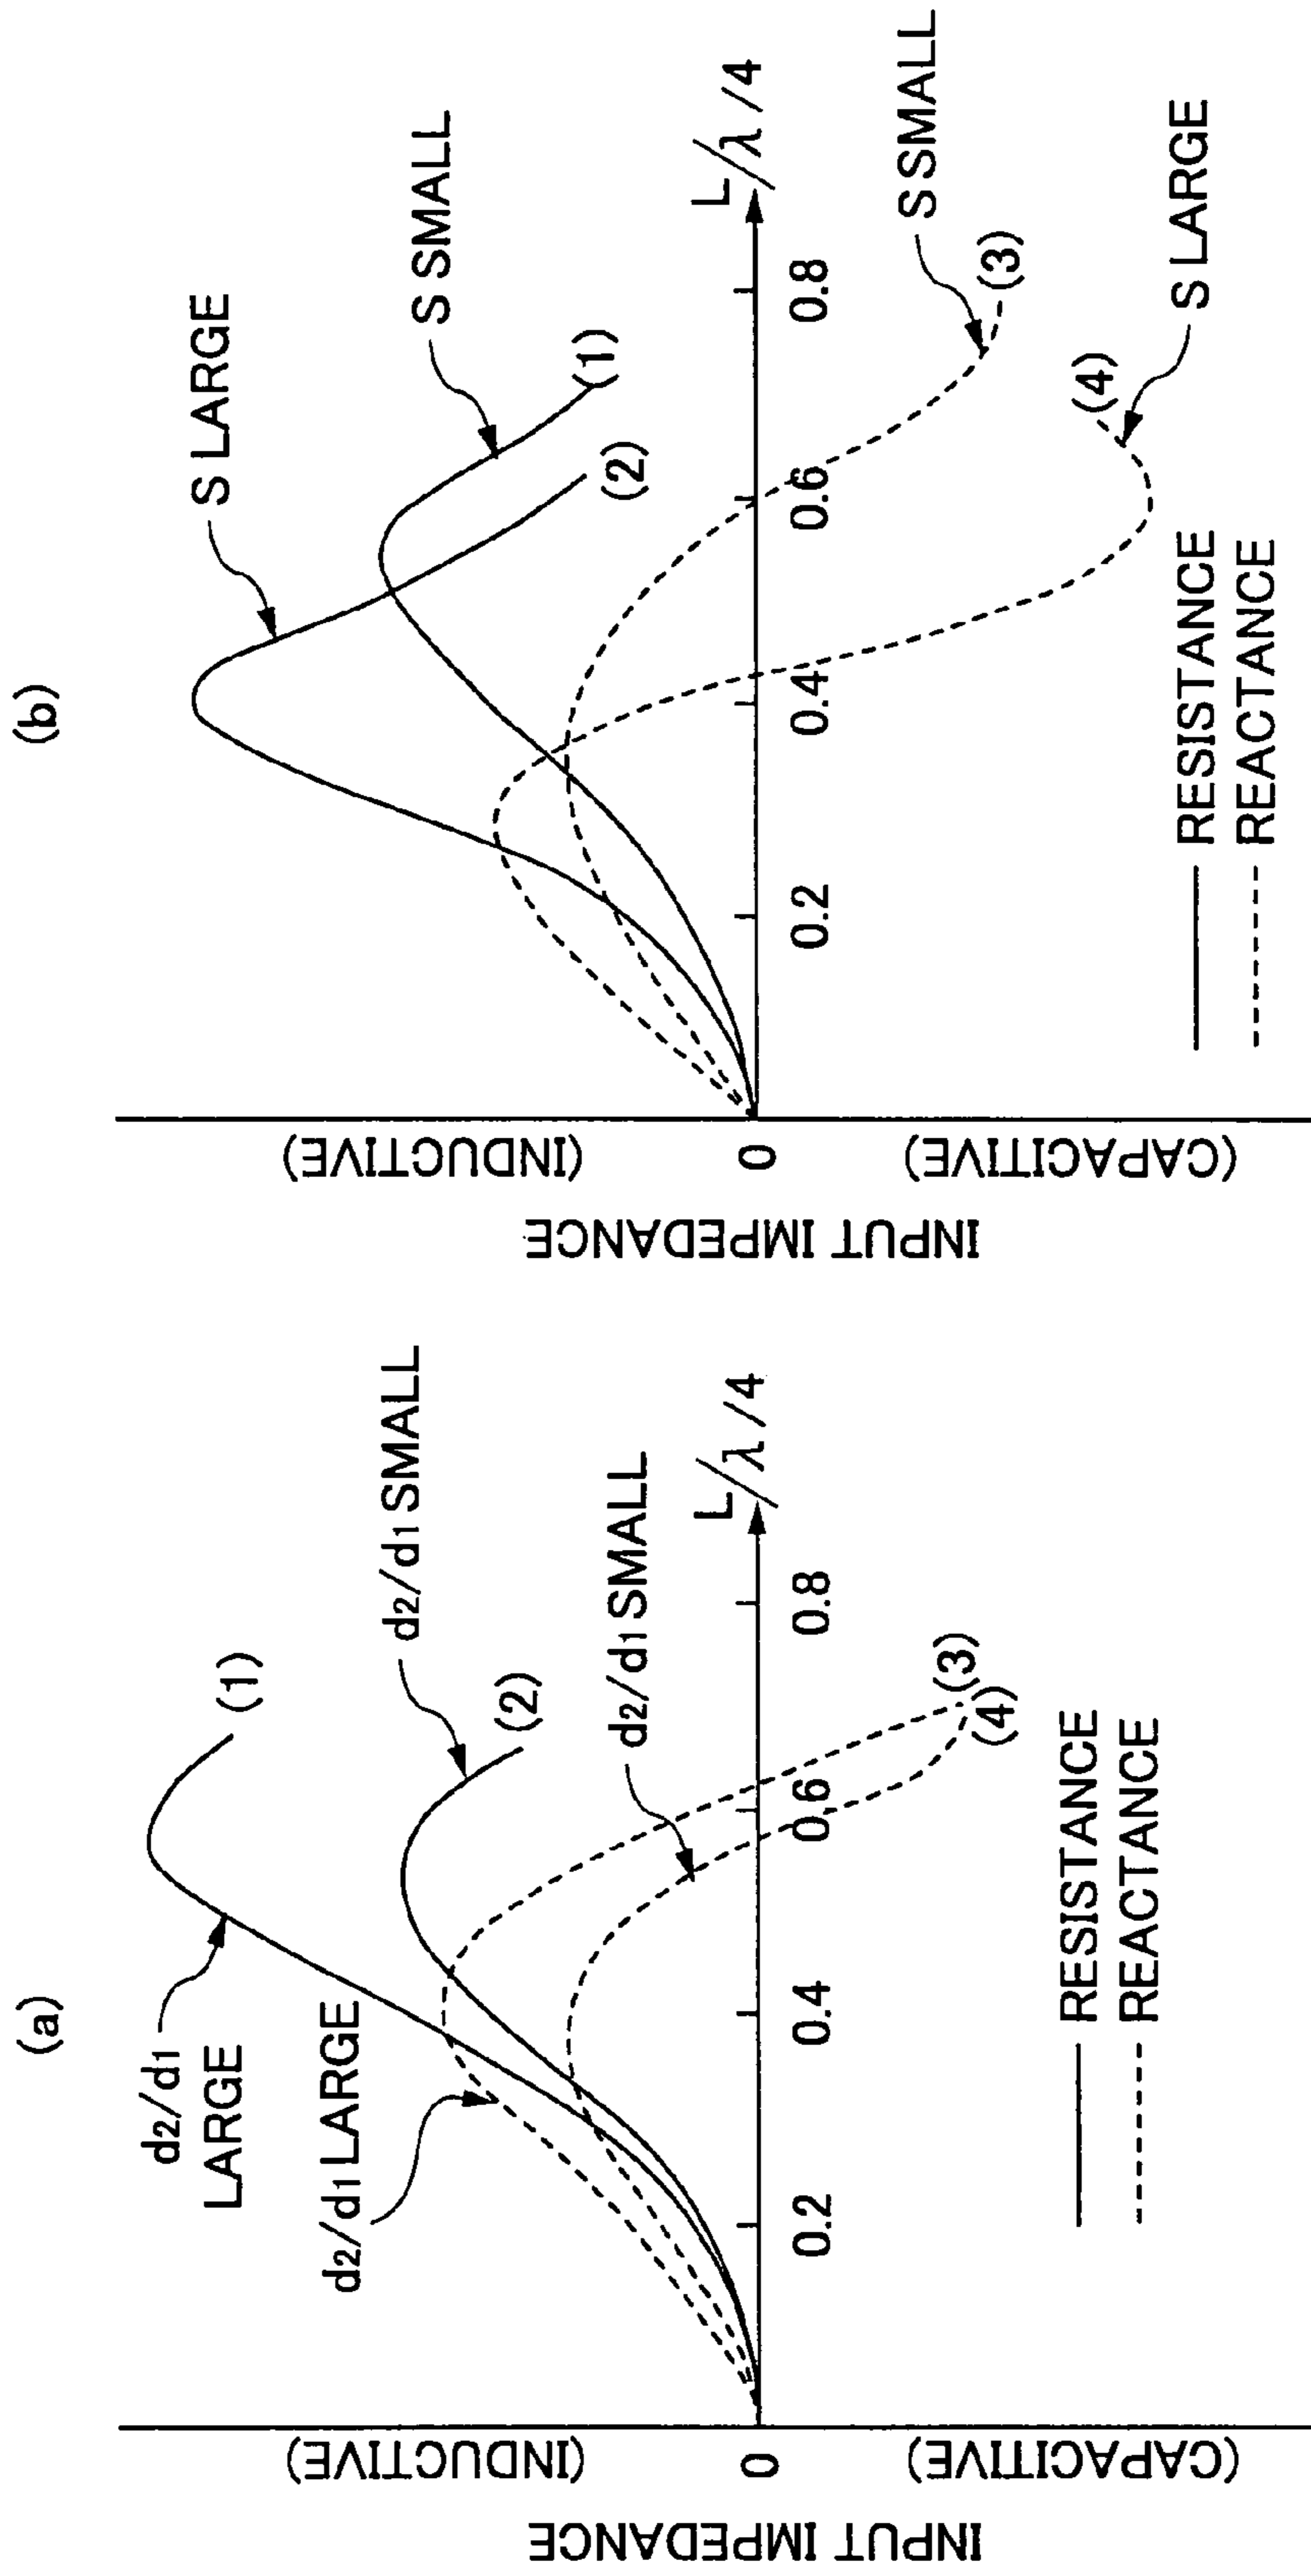 (a)
INPUT IMPEDANCE
(CAPACITIVE) 0 (INDUCTIVE)
d2/d1
LARGE
d2/d1 LARGE
(1)
d2/d1 SMALL
(2)
d2/d1 SMALL
L/λ/4
0.2 0.4 0.6 0.8
(3)
(4)
RESISTANCE
REACTANCE
(b)
INPUT IMPEDANCE
(CAPACITIVE) 0 (INDUCTIVE)
S LARGE
S SMALL
(1)
(2)
L/λ/4
0.2 0.4 0.6 0.8
S SMALL
(3)
(4)
S LARGE
RESISTANCE
REACTANCE